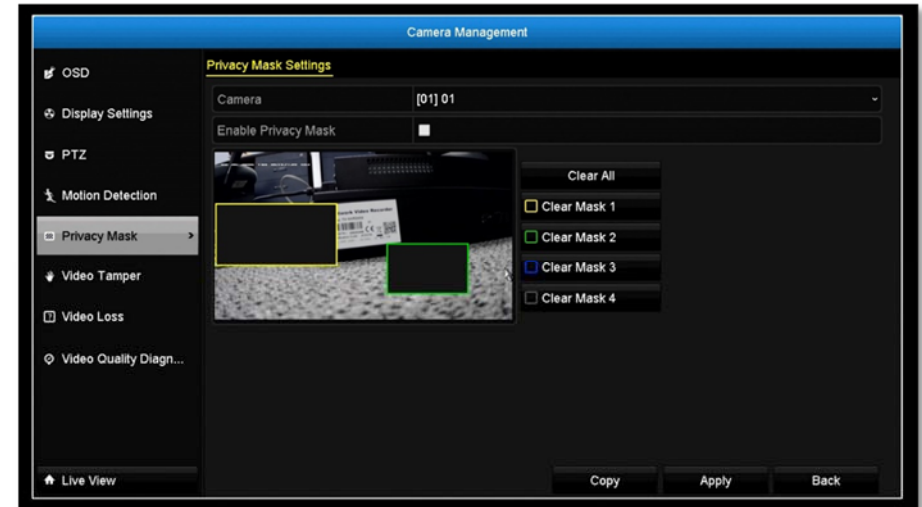 Camera Management
OSD
Display Settings
PTZ
Motion Detection
Privacy Mask
Video Tamper
Video Loss
Video Quality Diagn...
Live View
Privacy Mask Settings
Camera [01] 01
Enable Privacy Mask
Clear All
Clear Mask 1
Clear Mask 2
Clear Mask 3
Clear Mask 4
Video Recorder
Copy Apply Back